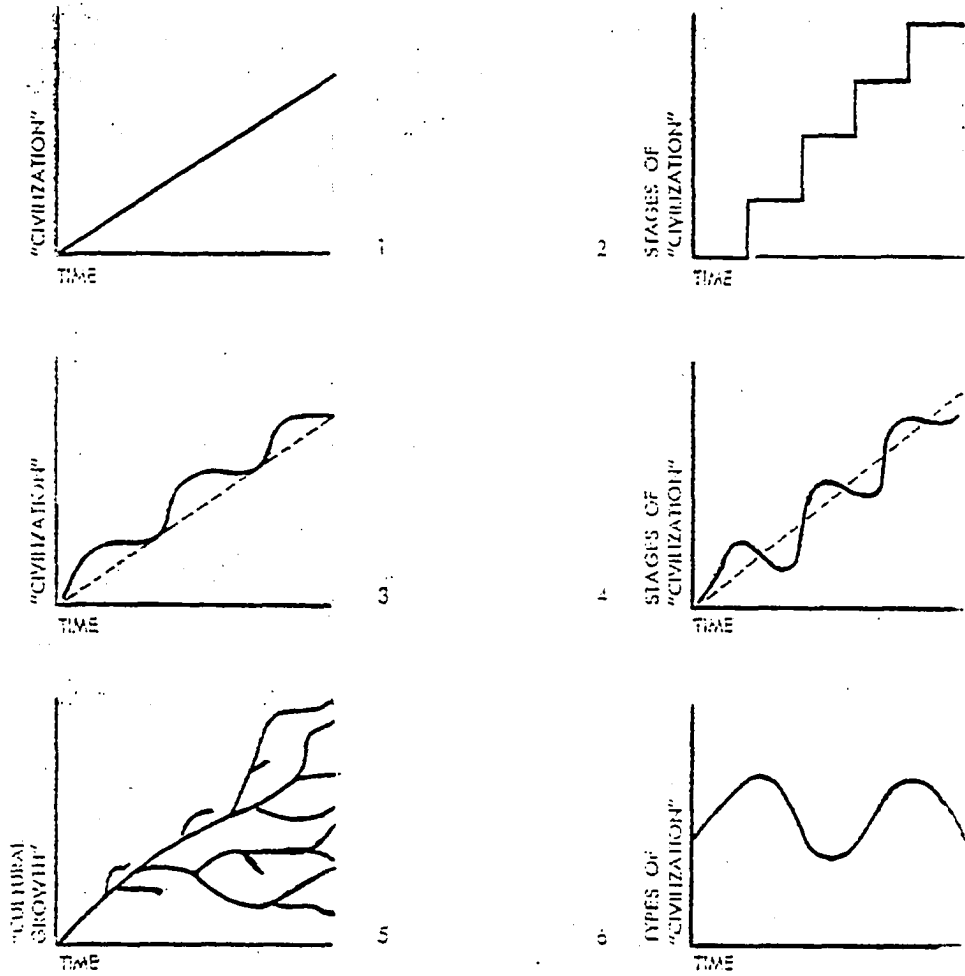 "CIVILIZATION"
TIME
1
2
STAGES OF
"CIVILIZATION"
TIME
"CIVILIZATION"
TIME
3
4
STAGES OF
"CIVILIZATION"
TIME
"CULTURAL
GROWTH"
TIME
5
6
TYPES OF
"CIVILIZATION"
TIME